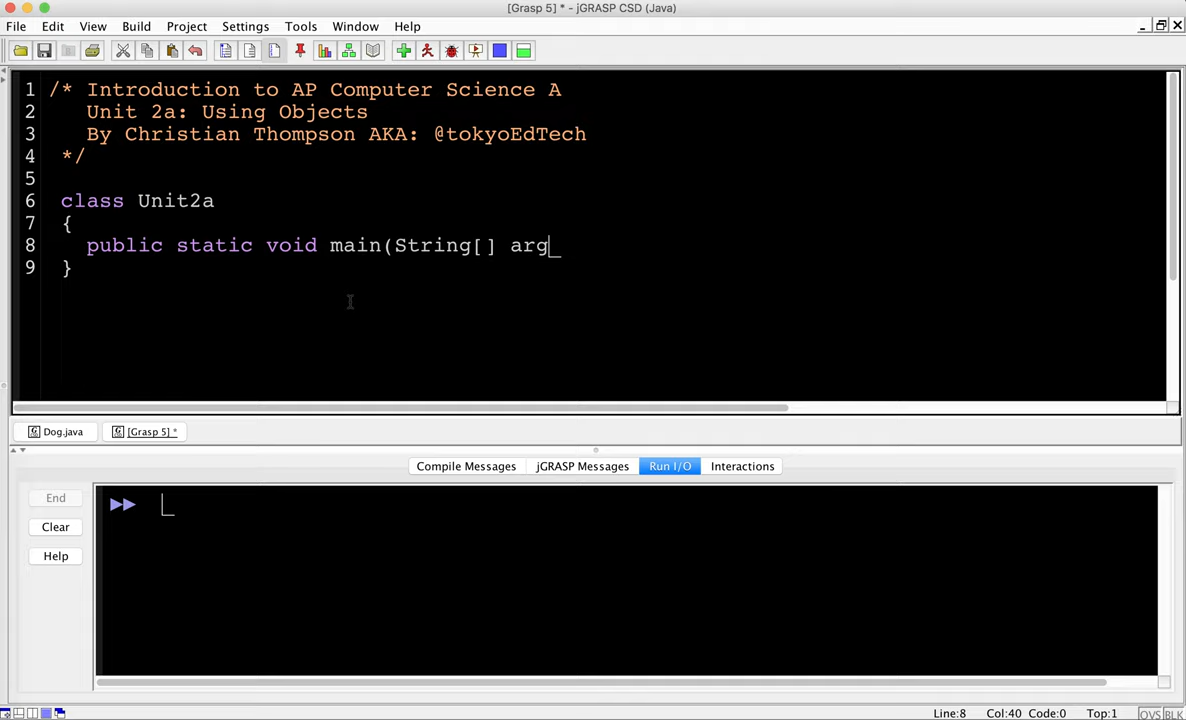 [Grasp 5] * - jGRASP CSD (Java)
File Edit View Build Project Settings Tools Window Help
1 /* Introduction to AP Computer Science A
2 Unit 2a: Using Objects
3 By Christian Thompson AKA: @tokyoEdTech
4 */
5
6 class Unit2a
7 {
8 public static void main(String[] arg
9 }
Dog.java [Grasp 5] *
Compile Messages jGRASP Messages Run I/O Interactions
End
Clear
Help
Line:8 Col:40 Code:0 Top:1 OVS BLK